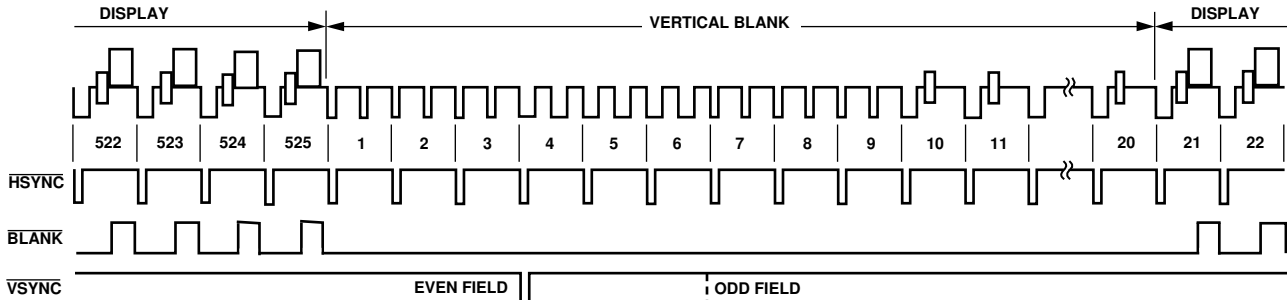 DISPLAY VERTICAL BLANK DISPLAY
522 523 524 525 1 2 3 4 5 6 7 8 9 10 11 20 21 22
HSYNC
BLANK
VSYNC EVEN FIELD ODD FIELD